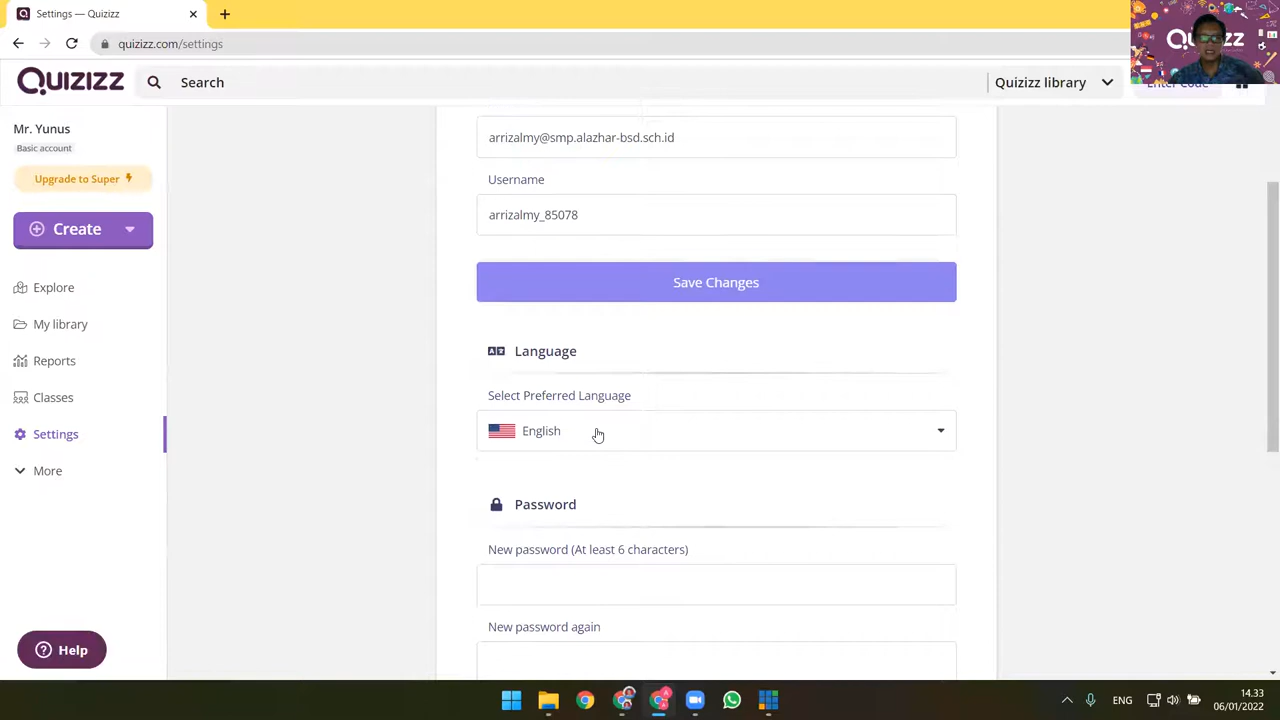 Settings — Quizizz
quizizz.com/settings
QUIZIZZ
Search
Quizizz library
Enter Code
QUIZIZZ
Mr. Yunus
Basic account
Upgrade to Super
Create
Explore
My library
Reports
Classes
Settings
More
Help
arrizalmy@smp.alazhar-bsd.sch.id
Username
arrizalmy_85078
Save Changes
Language
Select Preferred Language
English
Password
New password (At least 6 characters)
New password again
ENG
14.33
06/01/2022